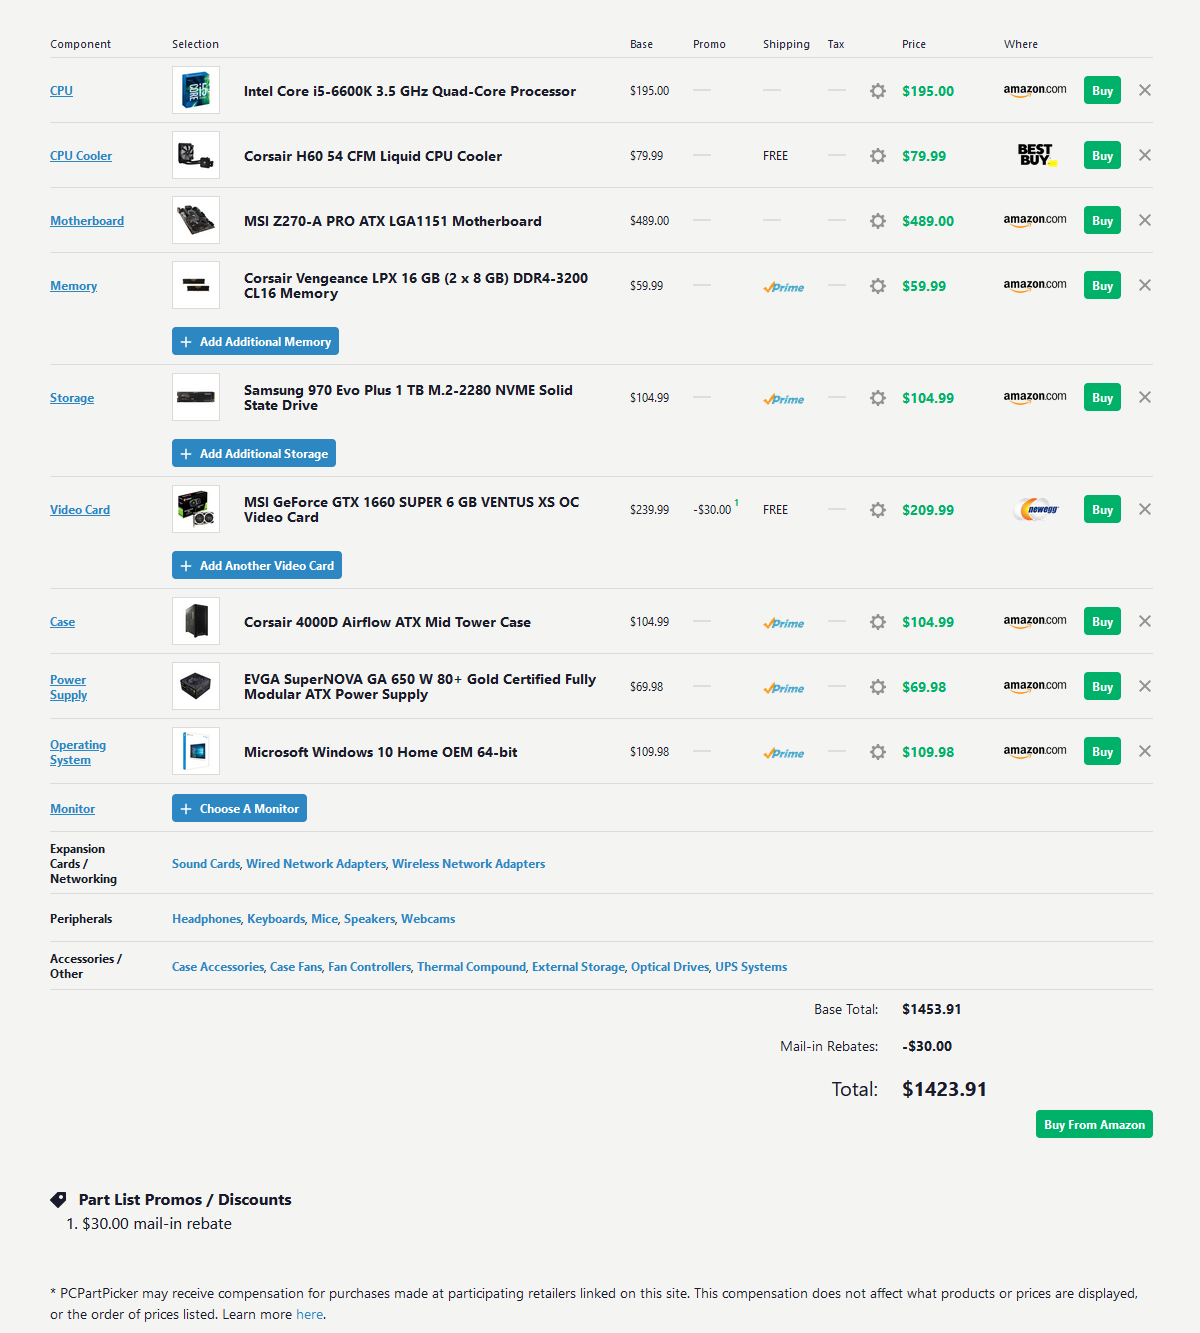 Component Selection Base Promo Shipping Tax Price Where
CPU Intel Core i5-6600K 3.5 GHz Quad-Core Processor $195.00 $195.00 amazon.com Buy
CPU Cooler Corsair H60 54 CFM Liquid CPU Cooler $79.99 FREE $79.99 BEST BUY Buy
Motherboard MSI Z270-A PRO ATX LGA1151 Motherboard $489.00 $489.00 amazon.com Buy
Memory Corsair Vengeance LPX 16 GB (2 x 8 GB) DDR4-3200
CL16 Memory $59.99 Prime $59.99 amazon.com Buy
+ Add Additional Memory
Storage Samsung 970 Evo Plus 1 TB M.2-2280 NVME Solid
State Drive $104.99 Prime $104.99 amazon.com Buy
+ Add Additional Storage
Video Card MSI GeForce GTX 1660 SUPER 6 GB VENTUS XS OC
Video Card $239.99 -$30.00 1 FREE $209.99 newegg Buy
+ Add Another Video Card
Case Corsair 4000D Airflow ATX Mid Tower Case $104.99 Prime $104.99 amazon.com Buy
Power
Supply EVGA SuperNOVA GA 650 W 80+ Gold Certified Fully
Modular ATX Power Supply $69.98 Prime $69.98 amazon.com Buy
Operating
System Microsoft Windows 10 Home OEM 64-bit $109.98 Prime $109.98 amazon.com Buy
Monitor + Choose A Monitor
Expansion
Cards /
Networking Sound Cards, Wired Network Adapters, Wireless Network Adapters
Peripherals Headphones, Keyboards, Mice, Speakers, Webcams
Accessories /
Other Case Accessories, Case Fans, Fan Controllers, Thermal Compound, External Storage, Optical Drives, UPS Systems
Base Total: $1453.91
Mail-in Rebates: -$30.00
Total: $1423.91
Buy From Amazon
Part List Promos / Discounts
1. $30.00 mail-in rebate
* PCPartPicker may receive compensation for purchases made at participating retailers linked on this site. This compensation does not affect what products or prices are displayed,
or the order of prices listed. Learn more here.